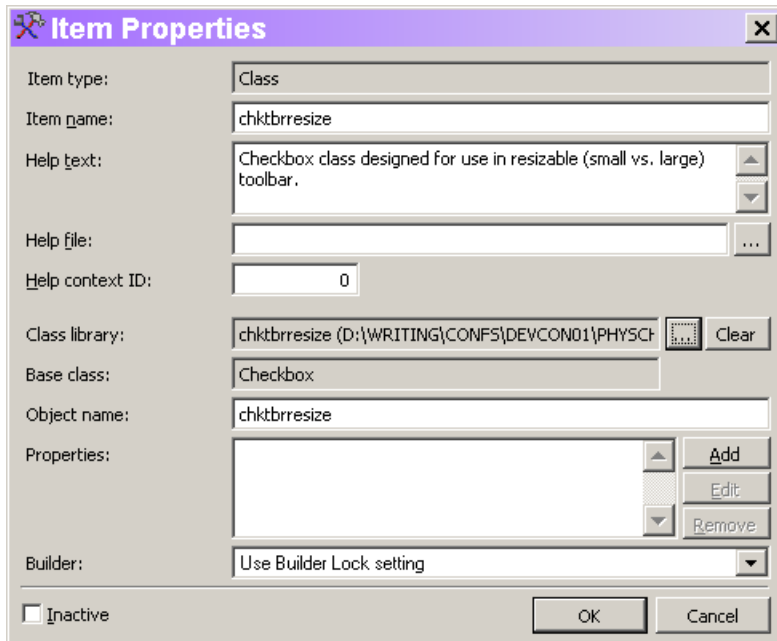 Item Properties
Item type: Class
Item name: chktbrresize
Help text: Checkbox class designed for use in resizable (small vs. large)
toolbar.
Help file: ...
Help context ID: 0
Class library: chktbrresize (D:\WRITING\CONFS\DEVCON01\PHYSCH ... Clear
Base class: Checkbox
Object name: chktbrresize
Properties: Add
Edit
Remove
Builder: Use Builder Lock setting
Inactive OK Cancel